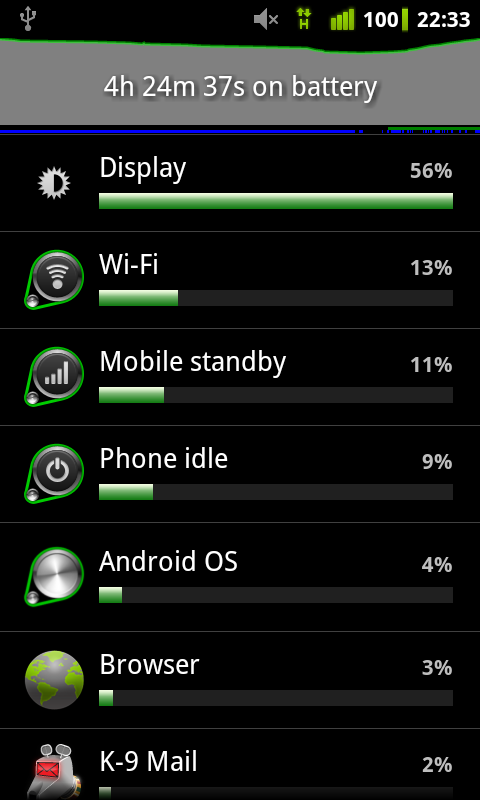 H 100 22:33
4h 24m 37s on battery
Display 56%
Wi-Fi 13%
Mobile standby 11%
Phone idle 9%
Android OS 4%
Browser 3%
K-9 Mail 2%